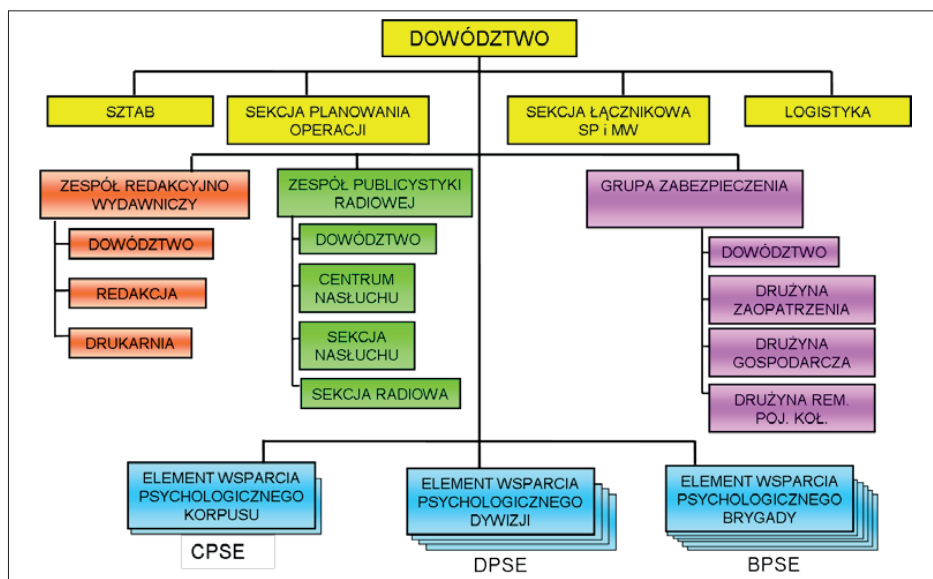 DOWÓDZTWO
SZTAB
SEKCJA PLANOWANIA
OPERACJI
SEKCJA ŁĄCZNIKOWA
SP i MW
LOGISTYKA
ZESPÓŁ REDAKCYJNO
WYDAWNICZY
DOWÓDZTWO
REDAKCJA
DRUKARNIA
ZESPÓŁ PUBLICYSTYKI
RADIOWEJ
DOWÓDZTWO
CENTRUM
NASŁUCHU
SEKCJA
NASŁUCHU
SEKCJA RADIOWA
GRUPA ZABEZPIECZENIA
DOWÓDZTWO
DRUŻYNA
ZAOPATRZENIA
DRUŻYNA
GOSPODARCZA
DRUŻYNA REM.
POJ. KOŁ.
ELEMENT WSPARCIA
PSYCHOLOGICZNEGO
KORPUSU
CPSE
ELEMENT WSPARCIA
PSYCHOLOGICZNEGO
DYWIZJI
DPSE
ELEMENT WSPARCIA
PSYCHOLOGICZNEGO
BRYGADY
BPSE